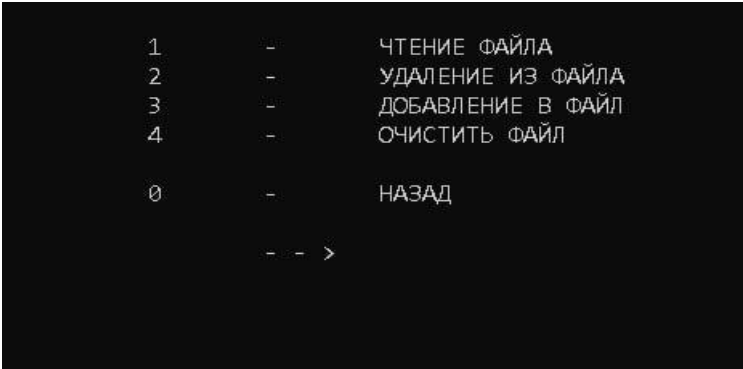 1 - ЧТЕНИЕ ФАЙЛА
2 - УДАЛЕНИЕ ИЗ ФАЙЛА
3 - ДОБАВЛЕНИЕ В ФАЙЛ
4 - ОЧИСТИТЬ ФАЙЛ
0 - НАЗАД
- - >